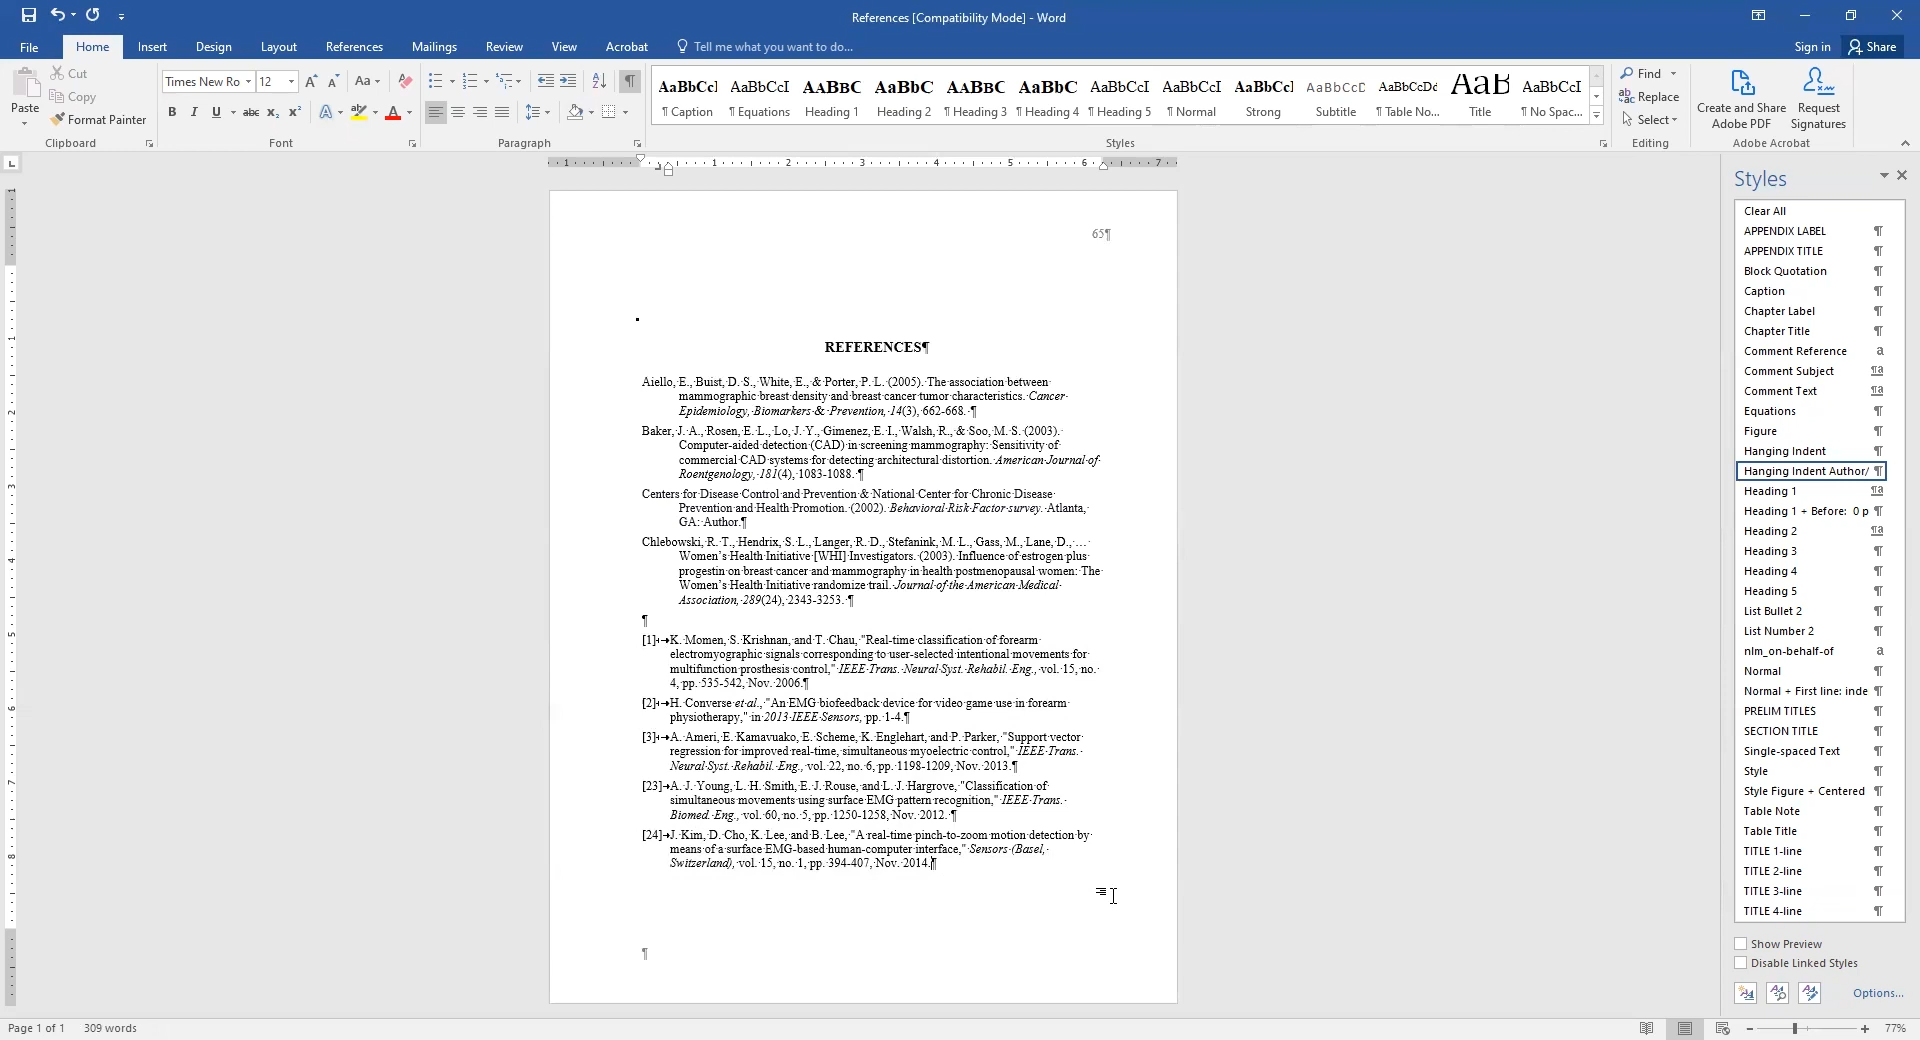 References [Compatibility Mode] - Word
File Home Insert Design Layout References Mailings Review View Acrobat Tell me what you want to do... Sign in Share
Paste Cut Copy Format Painter
Times New Ro 12
AaBbCcI AaBbCcI AABBC AaBbC AABBC AaBbC AaBbCcI AaBbCcI AaBbCcI AaBbCcD AaBbCcDd AaB AaBbCcI
¶ Caption ¶ Equations Heading 1 Heading 2 ¶ Heading 3 ¶ Heading 4 ¶ Heading 5 ¶ Normal Strong Subtitle ¶ Table No... Title ¶ No Spac...
Find
Replace
Select
Create and Share Adobe PDF
Request Signatures
Clipboard Font Paragraph Styles Editing Adobe Acrobat
1 1 2 3 4 5 6 7
65¶
REFERENCES¶
Aiello, E., Buist, D. S., White, E., & Porter, P. L. (2005). The association between
mammographic breast density and breast cancer tumor characteristics. Cancer
Epidemiology, Biomarkers & Prevention, 14(3), 662-668. ¶
Baker, J. A., Rosen, E. L., Lo, J. Y., Gimenez, E. I., Walsh, R., & Soo, M. S. (2003).
Computer-aided detection (CAD) in screening mammography: Sensitivity of
commercial CAD systems for detecting architectural distortion. American Journal of
Roentgenology, 181(4), 1083-1088. ¶
Centers for Disease Control and Prevention & National Center for Chronic Disease
Prevention and Health Promotion. (2002). Behavioral Risk Factor survey. Atlanta,
GA: Author.¶
Chlebowski, R. T., Hendrix, S. L., Langer, R. D., Stefanink, M. L., Gass, M., Lane, D., …
Women’s Health Initiative [WHI] Investigators. (2003). Influence of estrogen plus
progestin on breast cancer and mammography in health postmenopausal women: The
Women’s Health Initiative randomize trail. Journal of the American Medical
Association, 289(24), 2343-3253. ¶
¶
[1] K. Momen, S. Krishnan, and T. Chau, "Real-time classification of forearm
electromyographic signals corresponding to user-selected intentional movements for
multifunction prosthesis control," IEEE Trans. Neural Syst. Rehabil. Eng., vol. 15, no.
4, pp. 535-542, Nov. 2006.¶
[2] H. Converse et al., "An EMG biofeedback device for video game use in forearm
physiotherapy," in 2013 IEEE Sensors, pp. 1-4.¶
[3] A. Ameri, E. Kamavuako, E. Scheme, K. Englehart, and P. Parker, "Support vector
regression for improved real-time, simultaneous myoelectric control," IEEE Trans.
Neural Syst. Rehabil. Eng., vol. 22, no. 6, pp. 1198-1209, Nov. 2013.¶
[23] A. J. Young, L. H. Smith, E. J. Rouse, and L. J. Hargrove, "Classification of
simultaneous movements using surface EMG pattern recognition," IEEE Trans.
Biomed. Eng., vol. 60, no. 5, pp. 1250-1258, Nov. 2012. ¶
[24] J. Kim, D. Cho, K. Lee, and B. Lee, "A real-time pinch-to-zoom motion detection by
means of a surface EMG-based human-computer interface," Sensors (Basel,
Switzerland), vol. 15, no. 1, pp. 394-407, Nov. 2014.¶
¶
Styles
Clear All
APPENDIX LABEL ¶
APPENDIX TITLE ¶
Block Quotation ¶
Caption ¶
Chapter Label ¶
Chapter Title ¶
Comment Reference a
Comment Subject ¶a
Comment Text ¶a
Equations ¶
Figure ¶
Hanging Indent ¶
Hanging Indent Author/ ¶
Heading 1 ¶a
Heading 1 + Before: 0 p ¶
Heading 2 ¶a
Heading 3 ¶
Heading 4 ¶
Heading 5 ¶
List Bullet 2 ¶
List Number 2 ¶
nlm_on-behalf-of a
Normal ¶
Normal + First line: inde ¶
PRELIM TITLES ¶
SECTION TITLE ¶
Single-spaced Text ¶
Style ¶
Style Figure + Centered ¶
Table Note ¶
Table Title ¶
TITLE 1-line ¶
TITLE 2-line ¶
TITLE 3-line ¶
TITLE 4-line ¶
Show Preview
Disable Linked Styles
Options...
Page 1 of 1 309 words 77%